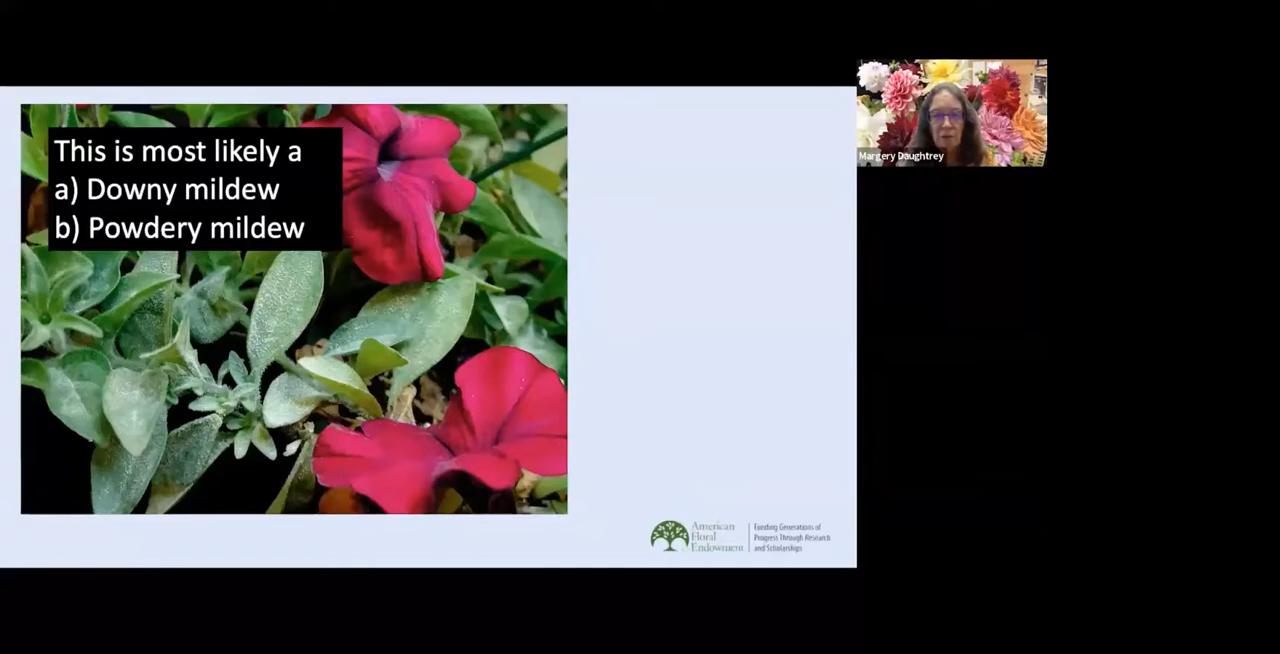 This is most likely a
a) Downy mildew
b) Powdery mildew
Margery Daughtrey
American
Floral
Endowment
Funding Generations of
Progress Through Research
and Scholarships